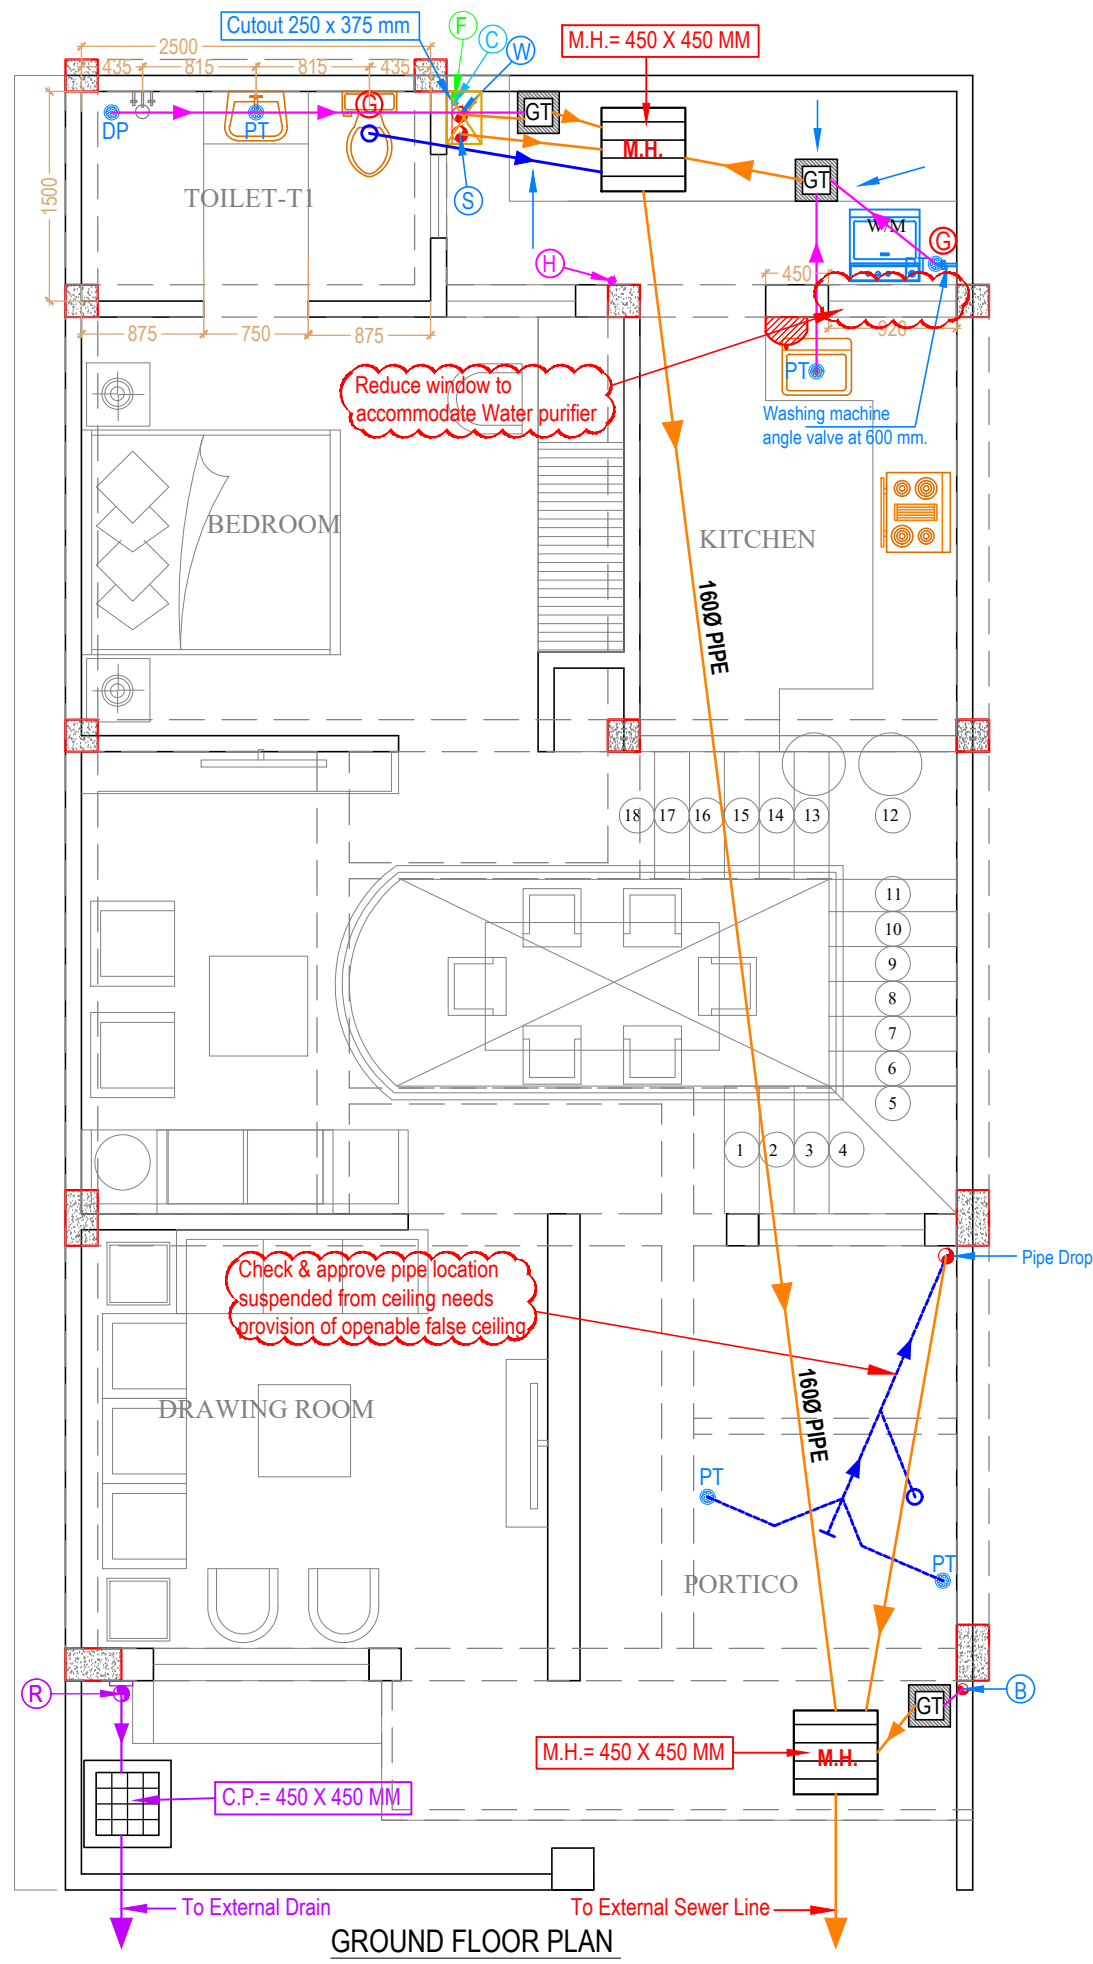 Cutout 250 x 375 mm
F
C
W
M.H.= 450 X 450 MM
2500
435
815
815
435
G
GT
DP
PT
M.H.
1500
TOILET-T1
S
GT
W/M
G
H
450
920
875
750
875
Reduce window to
accommodate Water purifier
PT
Washing machine
angle valve at 600 mm.
BEDROOM
KITCHEN
160Ø PIPE
18
17
16
15
14
13
12
11
10
9
8
7
6
5
1
2
3
4
Check & approve pipe location
suspended from ceiling needs
provision of openable false ceiling
Pipe Drop
DRAWING ROOM
160Ø PIPE
PT
PT
PORTICO
R
B
GT
M.H.= 450 X 450 MM
M.H.
C.P.= 450 X 450 MM
To External Drain
To External Sewer Line
GROUND FLOOR PLAN